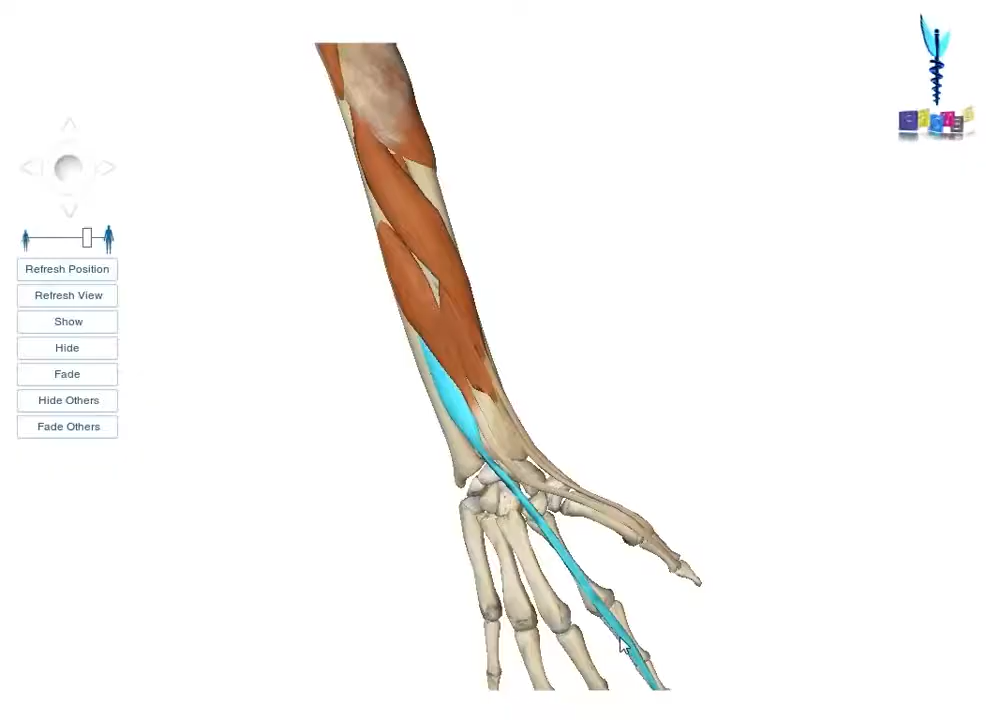 Refresh Position
Refresh View
Show
Hide
Fade
Hide Others
Fade Others